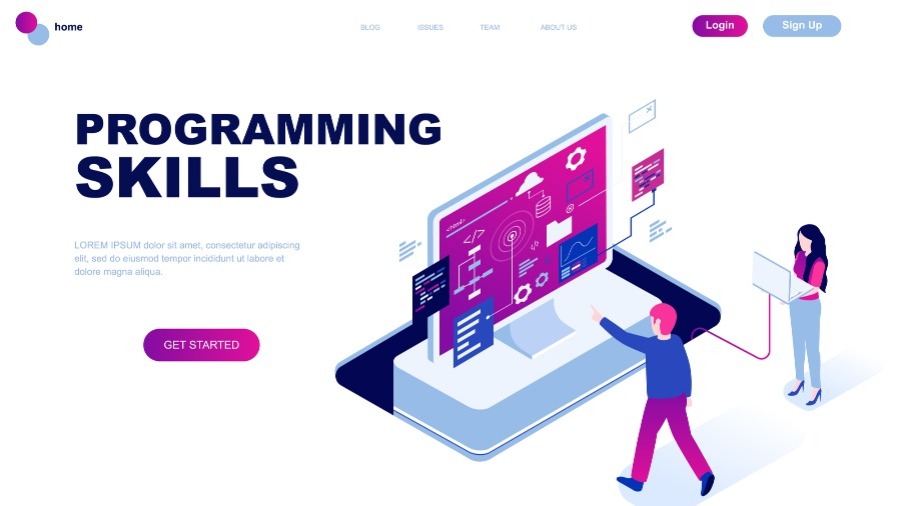 home
BLOG
ISSUES
TEAM
ABOUT US
Login
Sign Up
PROGRAMMING
SKILLS
LOREM IPSUM dolor sit amet, consectetur adipiscing
elit, sed do eiusmod tempor incididunt ut labore et
dolore magna aliqua.
GET STARTED